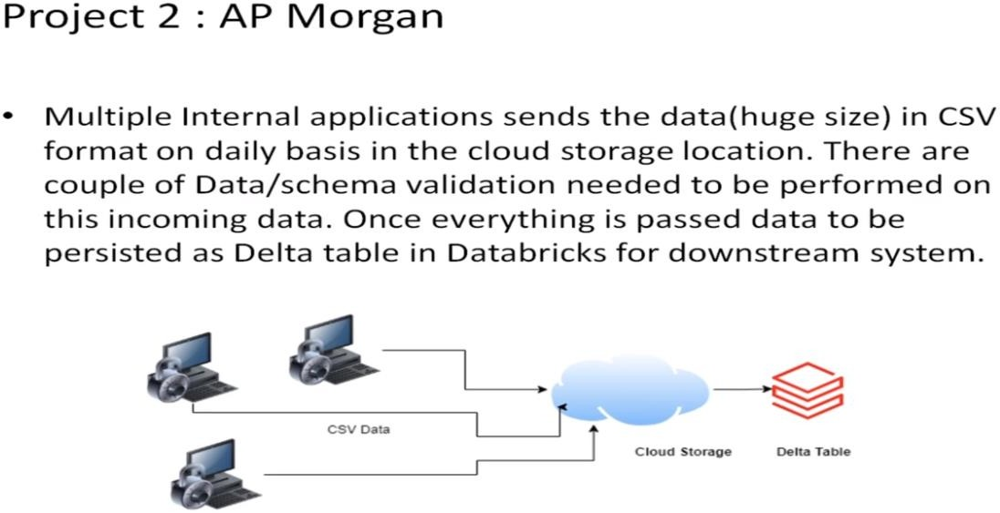 Project 2 : AP Morgan
• Multiple Internal applications sends the data(huge size) in CSV
format on daily basis in the cloud storage location. There are
couple of Data/schema validation needed to be performed on
this incoming data. Once everything is passed data to be
persisted as Delta table in Databricks for downstream system.
CSV Data
Cloud Storage
Delta Table